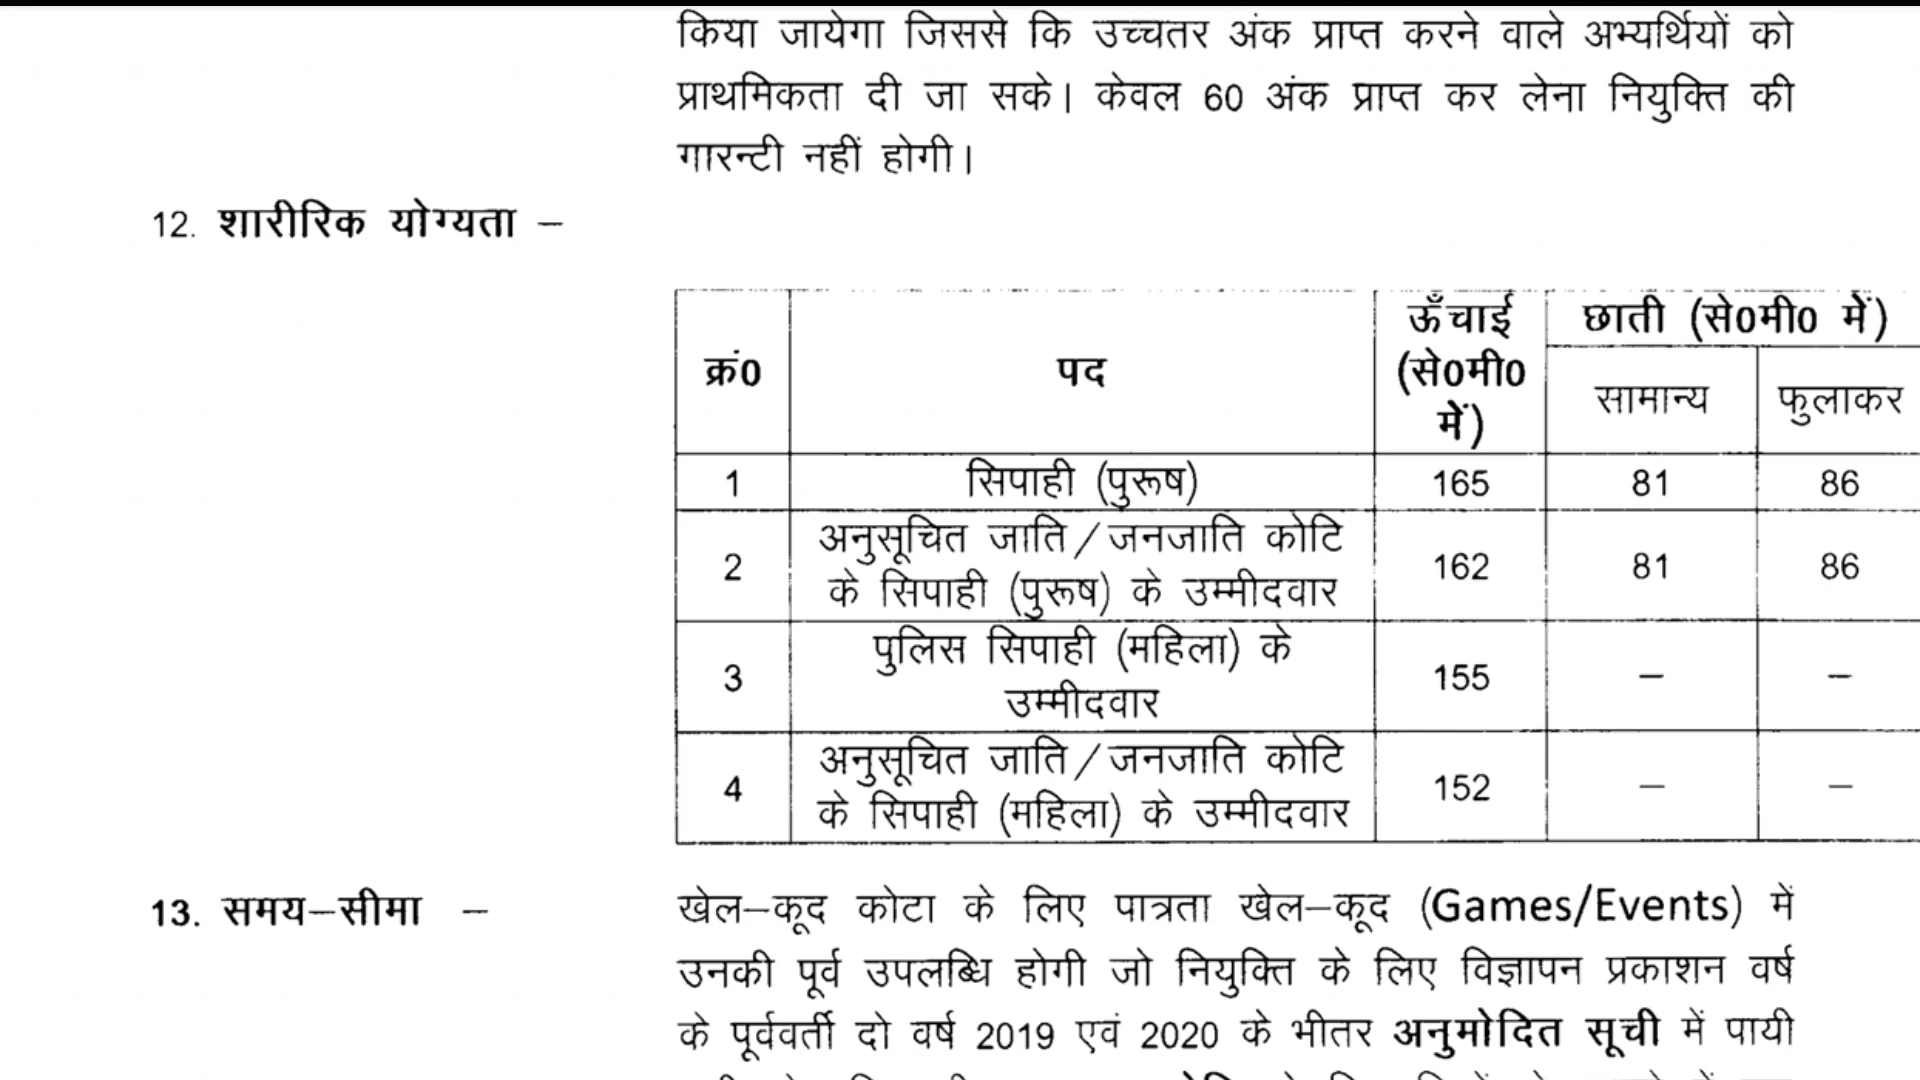 किया जायेगा जिससे कि उच्चतर अंक प्राप्त करने वाले अभ्यर्थियों को
प्राथमिकता दी जा सके। केवल 60 अंक प्राप्त कर लेना नियुक्ति की
गारन्टी नहीं होगी।
12. शारीरिक योग्यता –
क्रं0 पद ऊँचाई (से0मी0 में) छाती (से0मी0 में)
सामान्य फुलाकर
1 सिपाही (पुरूष) 165 81 86
2 अनुसूचित जाति/जनजाति कोटि
के सिपाही (पुरूष) के उम्मीदवार 162 81 86
3 पुलिस सिपाही (महिला) के
उम्मीदवार 155 – –
4 अनुसूचित जाति/जनजाति कोटि
के सिपाही (महिला) के उम्मीदवार 152 – –
13. समय–सीमा – खेल–कूद कोटा के लिए पात्रता खेल–कूद (Games/Events) में
उनकी पूर्व उपलब्धि होगी जो नियुक्ति के लिए विज्ञापन प्रकाशन वर्ष
के पूर्ववर्ती दो वर्ष 2019 एवं 2020 के भीतर अनुमोदित सूची में पायी